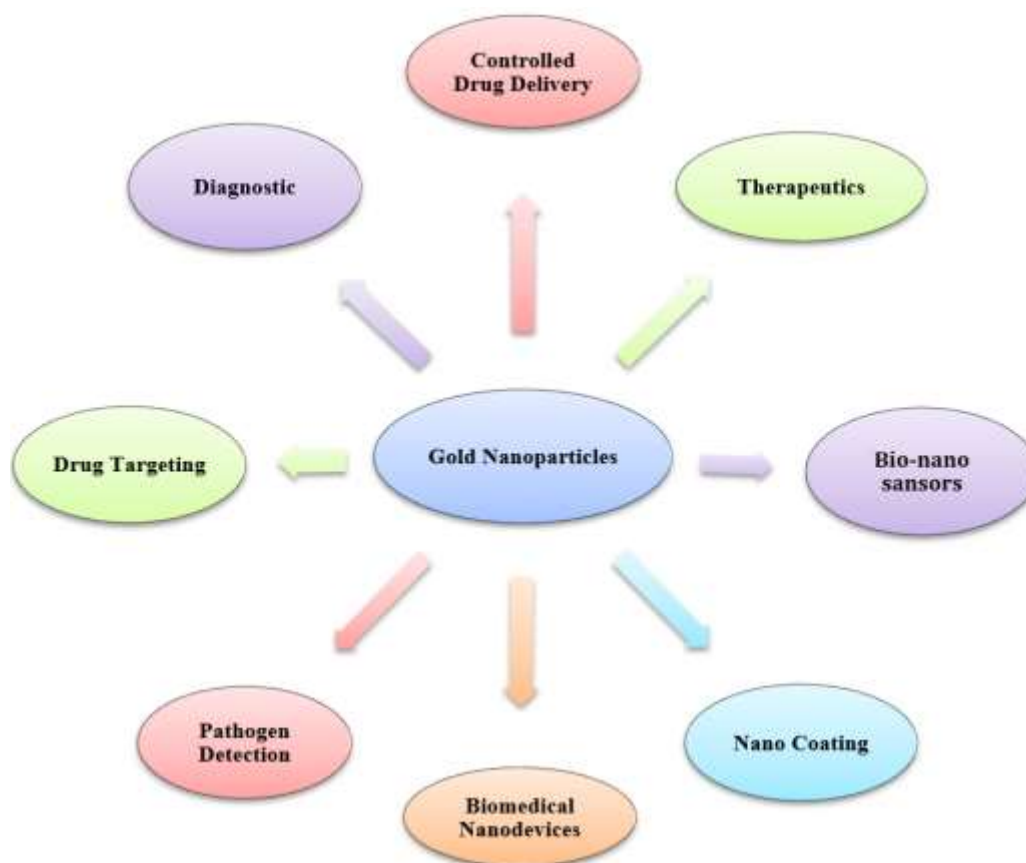 Controlled
Drug Delivery
Diagnostic
Therapeutics
Drug Targeting
Gold Nanoparticles
Bio-nano
sansors
Pathogen
Detection
Nano Coating
Biomedical
Nanodevices